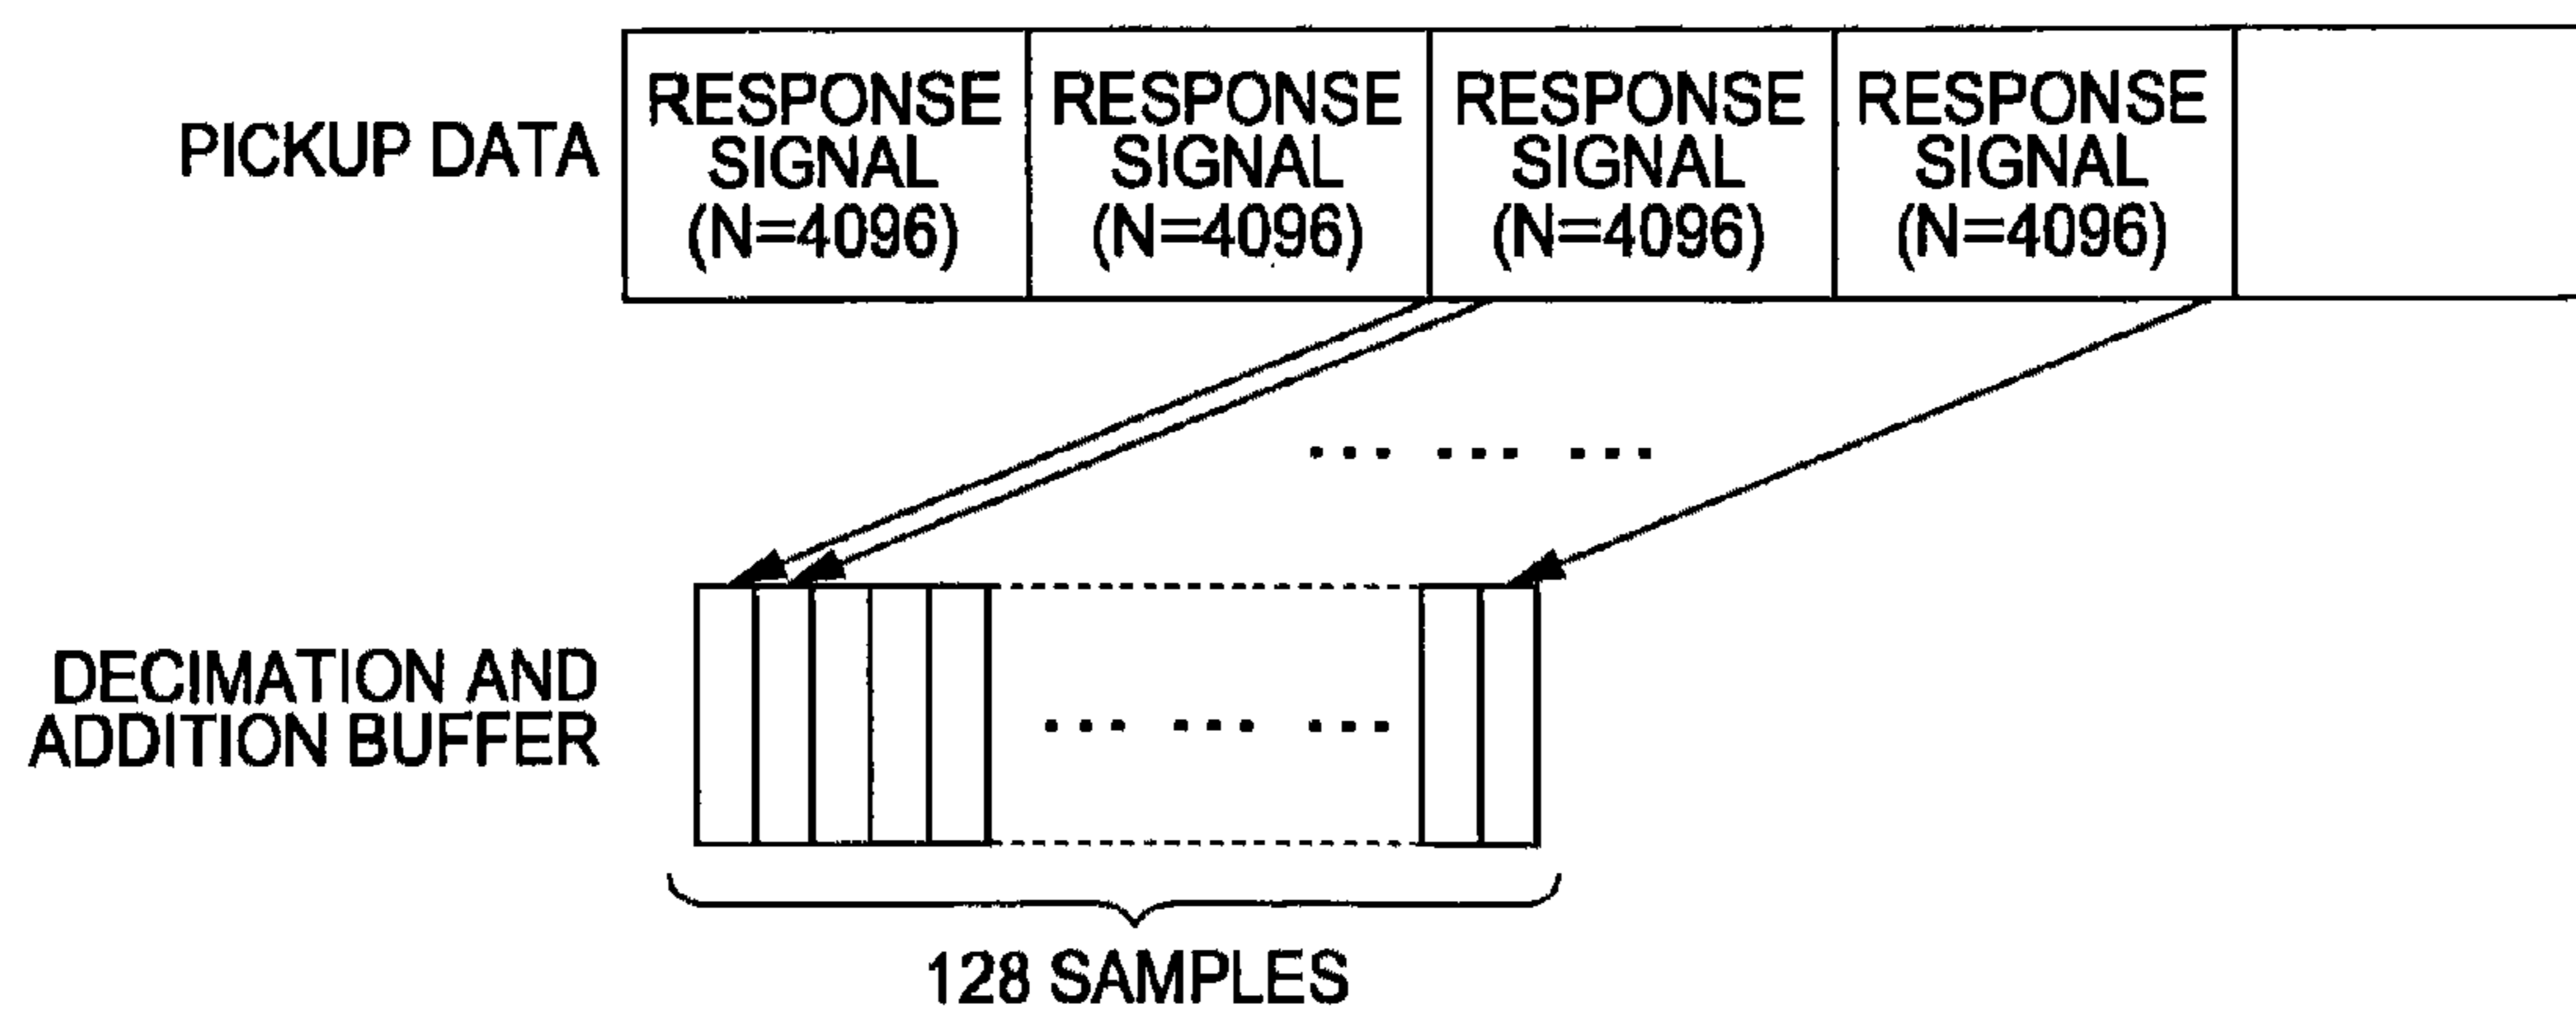 PICKUP DATA
RESPONSE
SIGNAL
(N=4096)
RESPONSE
SIGNAL
(N=4096)
RESPONSE
SIGNAL
(N=4096)
RESPONSE
SIGNAL
(N=4096)
... ... ...
DECIMATION AND
ADDITION BUFFER
... ... ...
128 SAMPLES